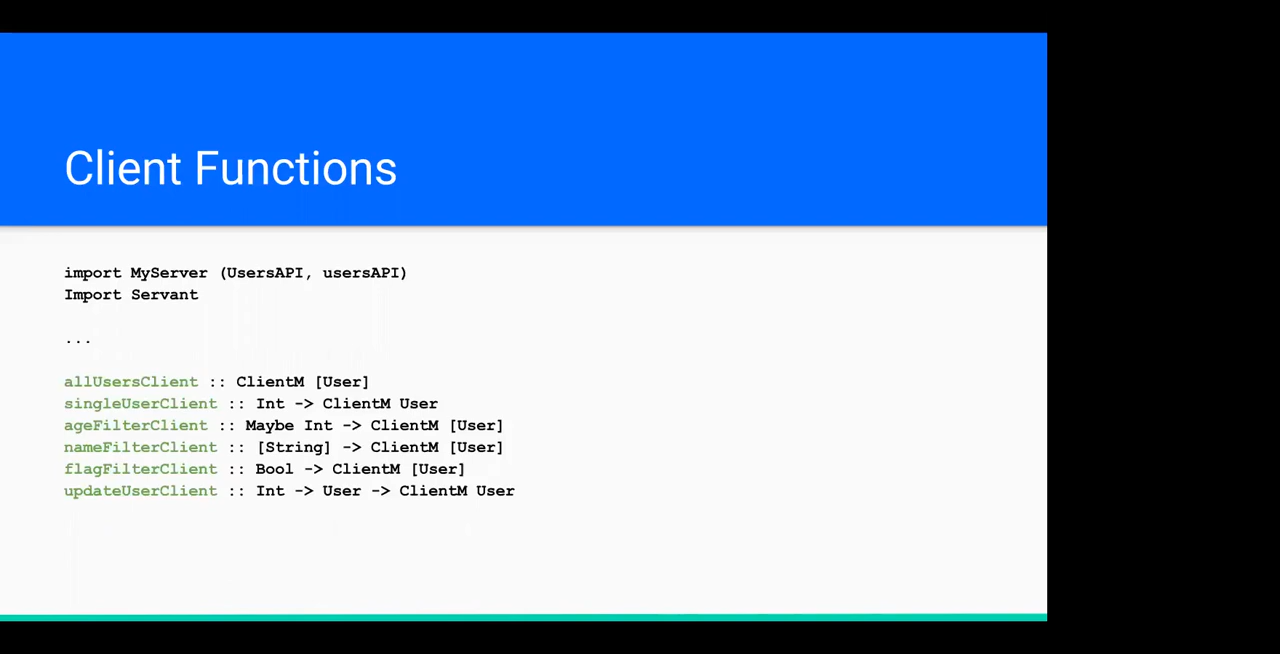 Client Functions
import MyServer (UsersAPI, usersAPI)
Import Servant
...
allUsersClient :: ClientM [User]
singleUserClient :: Int -> ClientM User
ageFilterClient :: Maybe Int -> ClientM [User]
nameFilterClient :: [String] -> ClientM [User]
flagFilterClient :: Bool -> ClientM [User]
updateUserClient :: Int -> User -> ClientM User